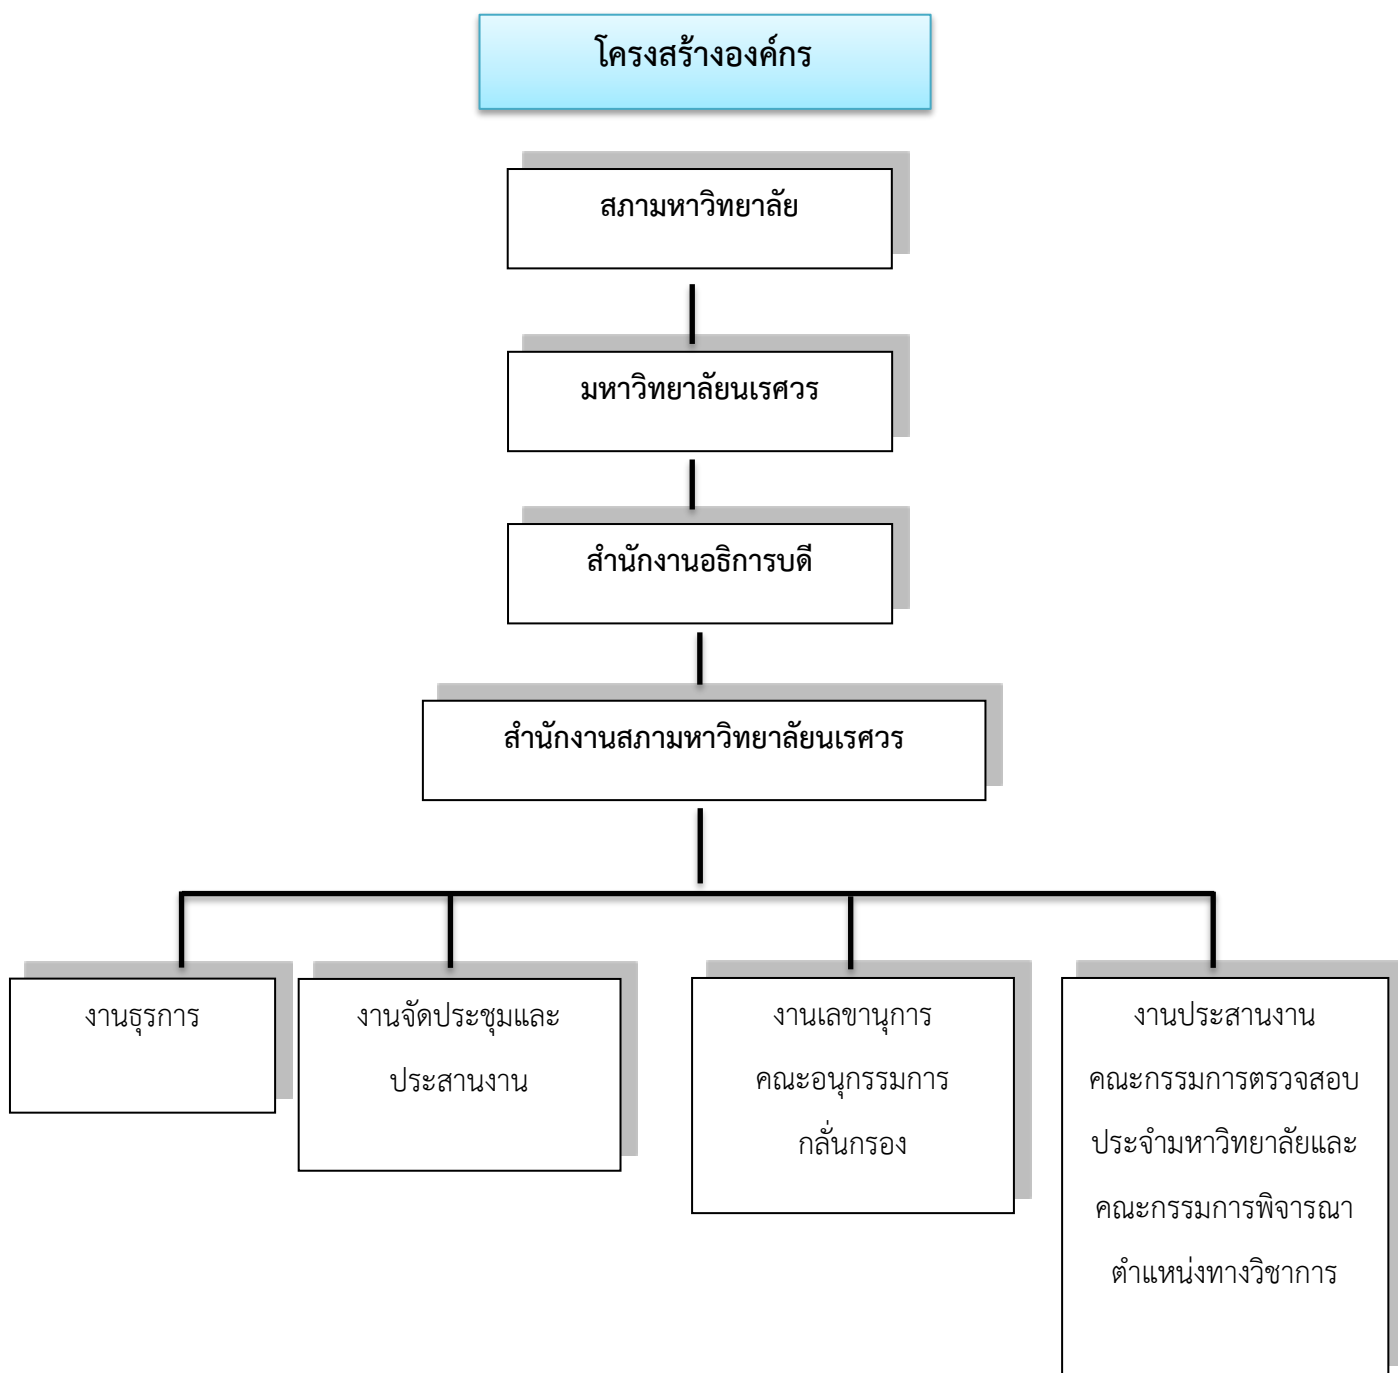 โครงสร้างองค์กร
สภามหาวิทยาลัย
มหาวิทยาลัยนเรศวร
สำนักงานอธิการบดี
สำนักงานสภามหาวิทยาลัยนเรศวร
งานธุรการ
งานจัดประชุมและ
ประสานงาน
งานเลขานุการ
คณะอนุกรรมการ
กลั่นกรอง
งานประสานงาน
คณะกรรมการตรวจสอบ
ประจำมหาวิทยาลัยและ
คณะกรรมการพิจารณา
ตำแหน่งทางวิชาการ